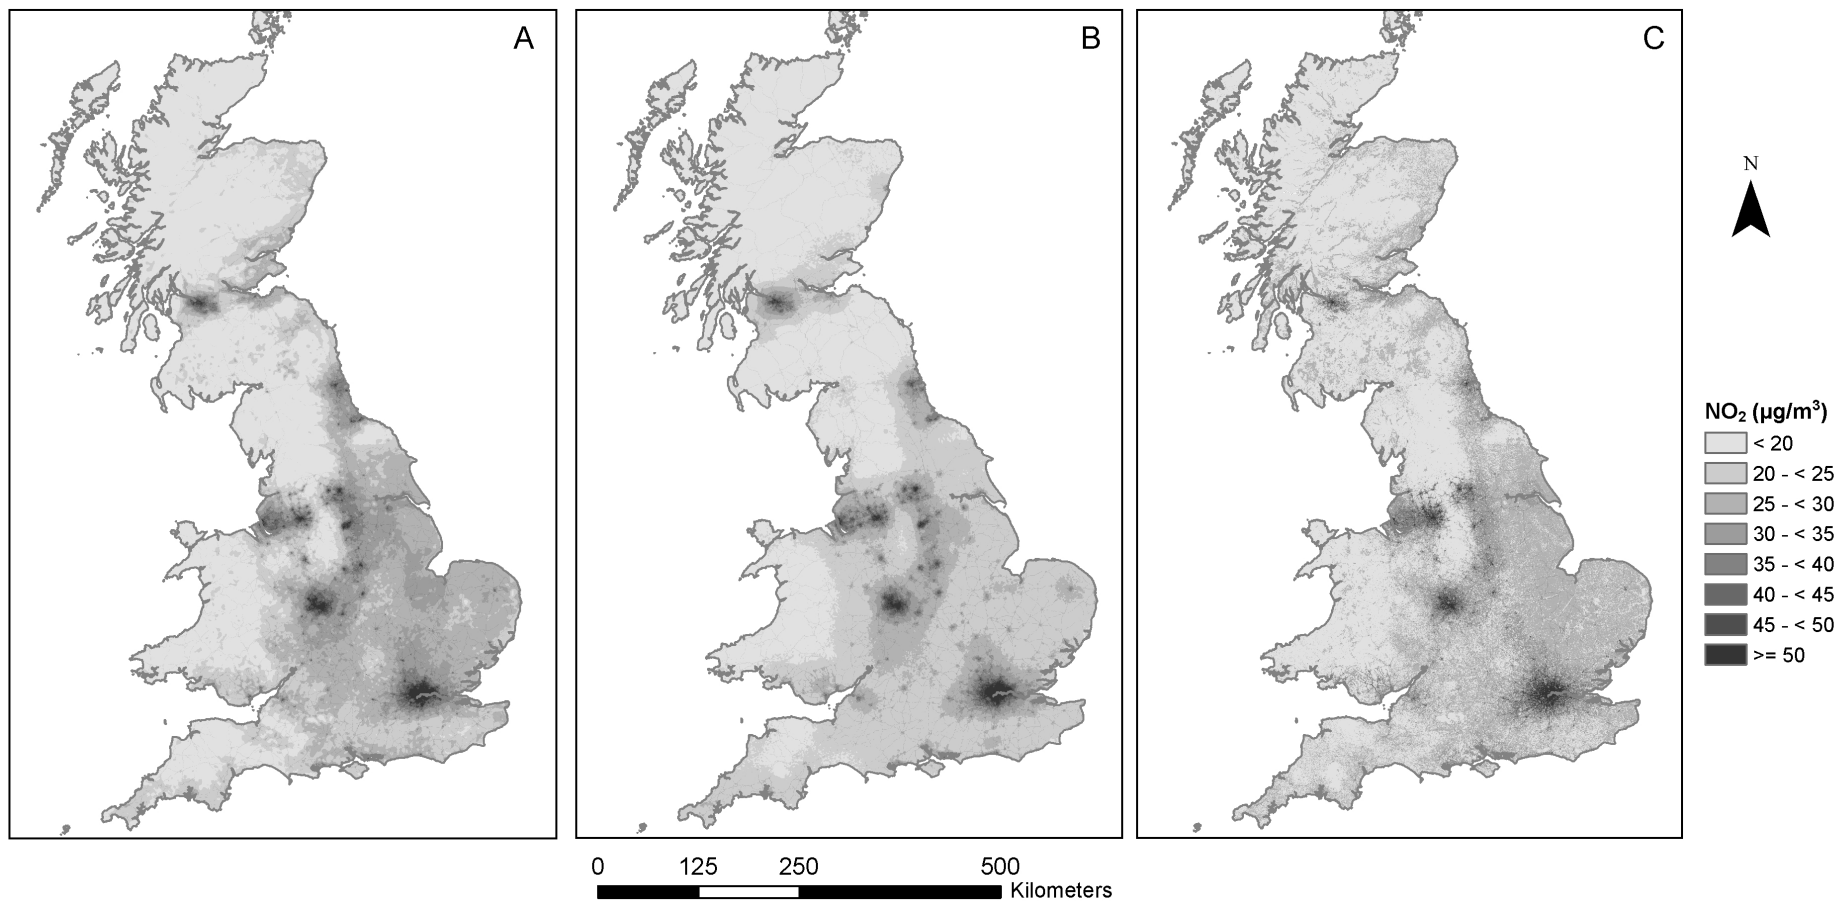 A
B
C
N
NO₂ (µg/m³)
< 20
20 - < 25
25 - < 30
30 - < 35
35 - < 40
40 - < 45
45 - < 50
>= 50
0 125 250 500
Kilometers